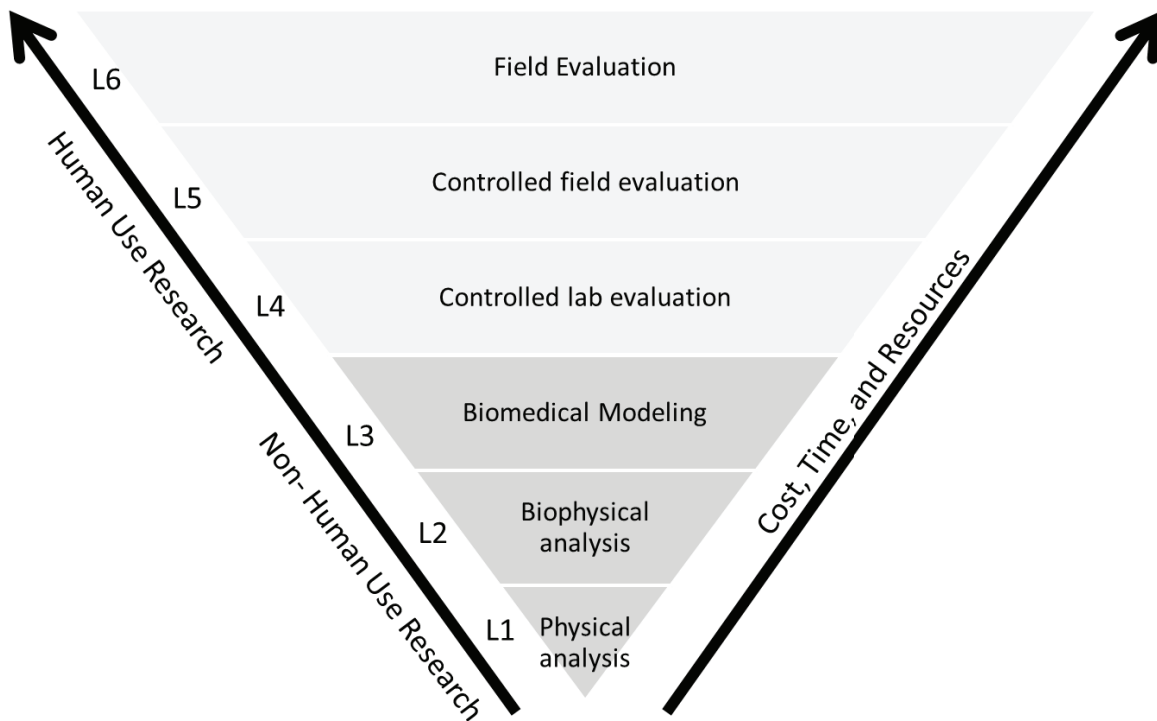 L6
Field Evaluation
Human Use Research
L5
Controlled field evaluation
L4
Controlled lab evaluation
Cost, Time, and Resources
L3
Biomedical Modeling
Non- Human Use Research
L2
Biophysical
analysis
L1
Physical
analysis